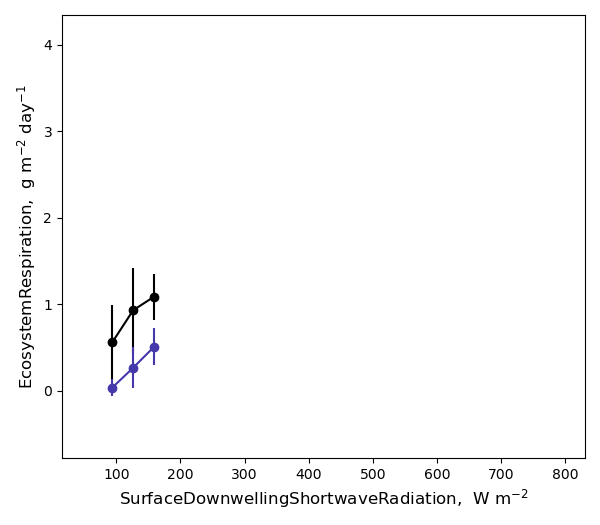 4
3
2
1
0
100 200 300 400 500 600 700 800
EcosystemRespiration, g m⁻² day⁻¹
SurfaceDownwellingShortwaveRadiation, W m⁻²